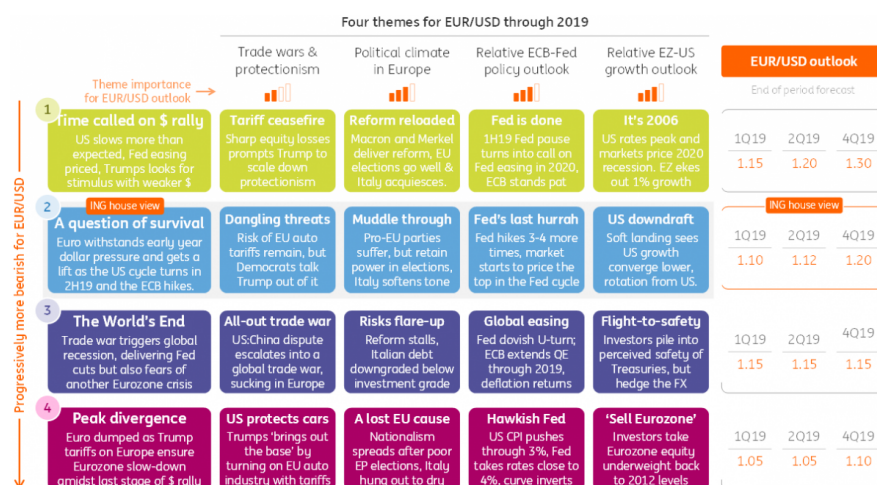 Four themes for EUR/USD through 2019
Trade wars &
protectionism
Political climate
in Europe
Relative ECB-Fed
policy outlook
Relative EZ-US
growth outlook
EUR/USD outlook
Theme importance
for EUR/USD outlook
End of period forecast
Progressively more bearish for EUR/USD
1
Time called on $ rally
US slows more than
expected, Fed easing
priced, Trumps looks for
stimulus with weaker $
Tariff ceasefire
Sharp equity losses
prompts Trump to
scale down
protectionism
Reform reloaded
Macron and Merkel
deliver reform, EU
elections go well &
Italy acquiesces.
Fed is done
1H19 Fed pause
turns into call on
Fed easing in 2020,
ECB stands pat
It's 2006
US rates peak and
markets price 2020
recession. EZ ekes
out 1% growth
1Q19 2Q19 4Q19
1.15 1.20 1.30
2
ING house view
A question of survival
Euro withstands early year
dollar pressure and gets a
lift as the US cycle turns in
2H19 and the ECB hikes.
Dangling threats
Risk of EU auto
tariffs remain, but
Democrats talk
Trump out of it
Muddle through
Pro-EU parties
suffer, but retain
power in elections,
Italy softens tone
Fed's last hurrah
Fed hikes 3-4 more
times, market
starts to price the
top in the Fed cycle
US downdraft
Soft landing sees
US growth
converge lower,
rotation from US.
ING house view
1Q19 2Q19 4Q19
1.10 1.12 1.20
3
The World's End
Trade war triggers global
recession, delivering Fed
cuts but also fears of
another Eurozone crisis
All-out trade war
US:China dispute
escalates into a
global trade war,
sucking in Europe
Risks flare-up
Reform stalls,
Italian debt
downgraded below
investment grade
Global easing
Fed dovish U-turn;
ECB extends QE
through 2019,
deflation returns
Flight-to-safety
Investors pile into
perceived safety of
Treasuries, but
hedge the FX
1Q19 2Q19 4Q19
1.15 1.15 1.15
4
Peak divergence
Euro dumped as Trump
tariffs on Europe ensure
Eurozone slow-down
amidst last stage of $ rally
US protects cars
Trumps 'brings out
the base' by
turning on EU auto
industry with tariffs
A lost EU cause
Nationalism
spreads after poor
EP elections, Italy
hung out to dry
Hawkish Fed
US CPI pushes
through 3%, Fed
takes rates close to
4%, curve inverts
'Sell Eurozone'
Investors take
Eurozone equity
underweight back
to 2012 levels
1Q19 2Q19 4Q19
1.05 1.05 1.10